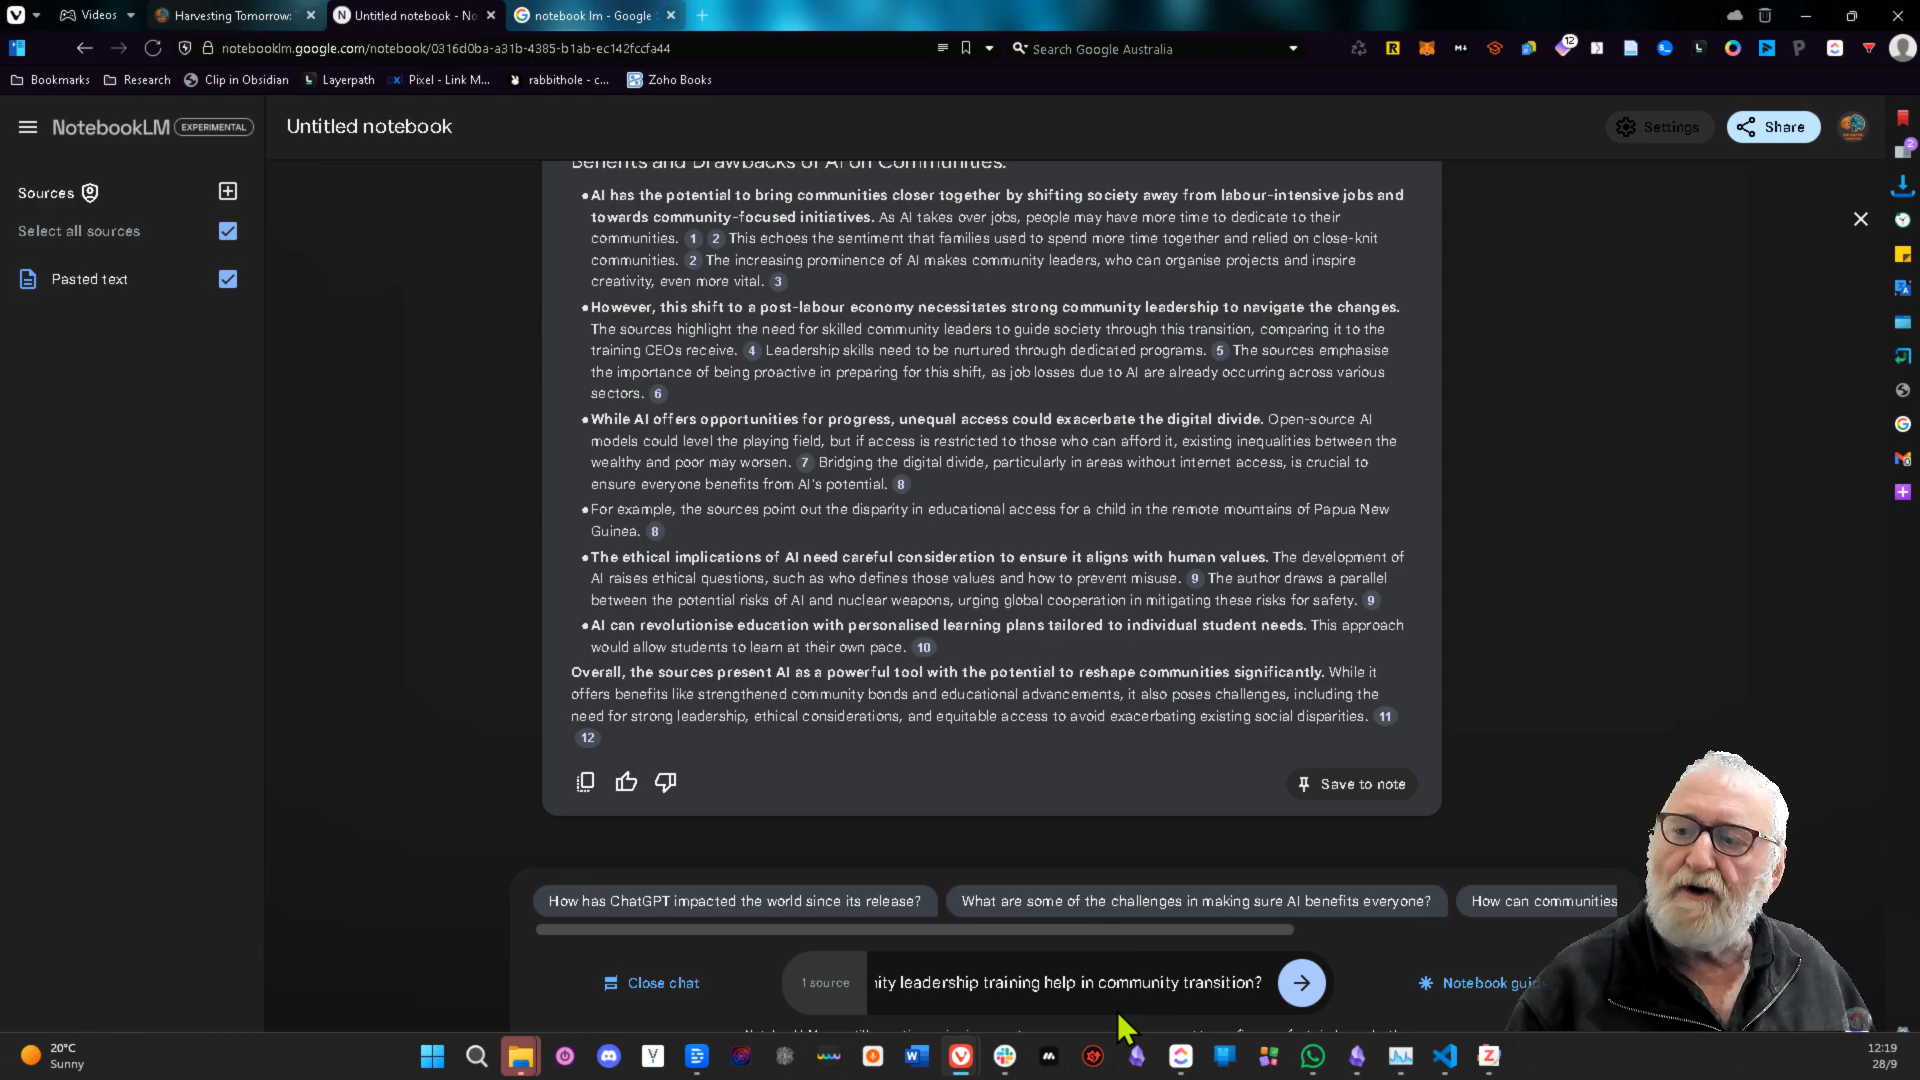 Videos
Harvesting Tomorrow:
Untitled notebook - No
notebook lm - Google
notebooklm.google.com/notebook/0316d0ba-a31b-4385-b1ab-ec142fccfa44
Search Google Australia
12
Bookmarks
Research
Clip in Obsidian
Layerpath
Pixel - Link M...
rabbithole - c...
Zoho Books
NotebookLM
EXPERIMENTAL
Untitled notebook
Settings
Share
2
Sources
Select all sources
Pasted text
Benefits and Drawbacks of AI on Communities:
•AI has the potential to bring communities closer together by shifting society away from labour-intensive jobs and
towards community-focused initiatives. As AI takes over jobs, people may have more time to dedicate to their
communities. 1 2 This echoes the sentiment that families used to spend more time together and relied on close-knit
communities. 2 The increasing prominence of AI makes community leaders, who can organise projects and inspire
creativity, even more vital. 3
•However, this shift to a post-labour economy necessitates strong community leadership to navigate the changes.
The sources highlight the need for skilled community leaders to guide society through this transition, comparing it to the
training CEOs receive. 4 Leadership skills need to be nurtured through dedicated programs. 5 The sources emphasise
the importance of being proactive in preparing for this shift, as job losses due to AI are already occurring across various
sectors. 6
•While AI offers opportunities for progress, unequal access could exacerbate the digital divide. Open-source AI
models could level the playing field, but if access is restricted to those who can afford it, existing inequalities between the
wealthy and poor may worsen. 7 Bridging the digital divide, particularly in areas without internet access, is crucial to
ensure everyone benefits from AI's potential. 8
•For example, the sources point out the disparity in educational access for a child in the remote mountains of Papua New
Guinea. 8
•The ethical implications of AI need careful consideration to ensure it aligns with human values. The development of
AI raises ethical questions, such as who defines those values and how to prevent misuse. 9 The author draws a parallel
between the potential risks of AI and nuclear weapons, urging global cooperation in mitigating these risks for safety. 9
•AI can revolutionise education with personalised learning plans tailored to individual student needs. This approach
would allow students to learn at their own pace. 10
Overall, the sources present AI as a powerful tool with the potential to reshape communities significantly. While it
offers benefits like strengthened community bonds and educational advancements, it also poses challenges, including the
need for strong leadership, ethical considerations, and equitable access to avoid exacerbating existing social disparities. 11
12
Save to note
How has ChatGPT impacted the world since its release?
What are some of the challenges in making sure AI benefits everyone?
How can communities
Close chat
1 source
ity leadership training help in community transition?
Notebook guid
20°C
Sunny
12:19
28/9